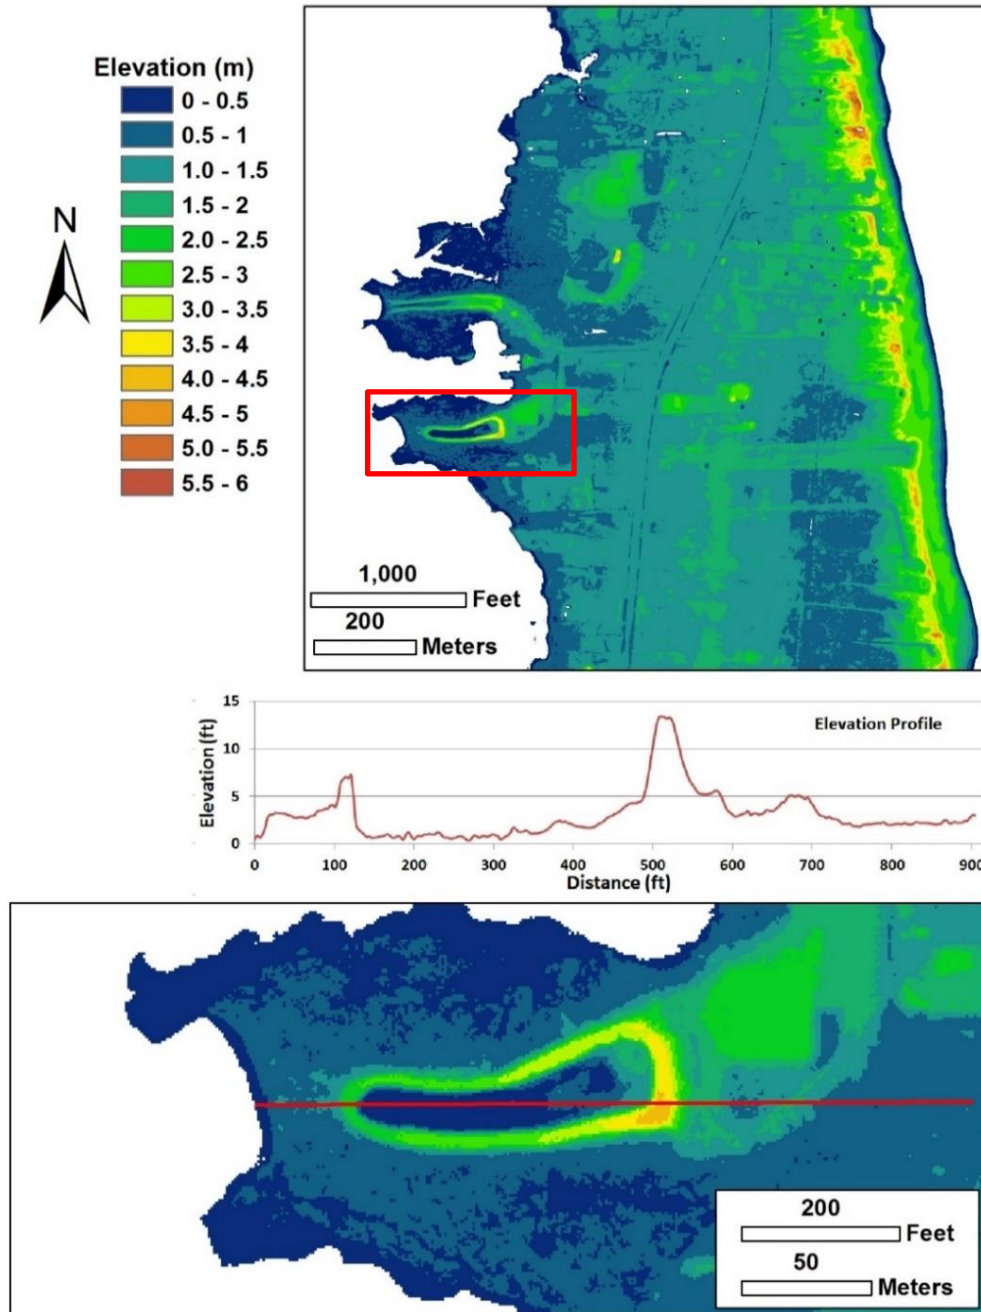 Elevation (m)
0 - 0.5
0.5 - 1
1.0 - 1.5
1.5 - 2
2.0 - 2.5
2.5 - 3
3.0 - 3.5
3.5 - 4
4.0 - 4.5
4.5 - 5
5.0 - 5.5
5.5 - 6
N
1,000
Feet
200
Meters
Elevation Profile
Elevation (ft)
15
10
5
0
0 100 200 300 400 500 600 700 800 900
Distance (ft)
200
Feet
50
Meters